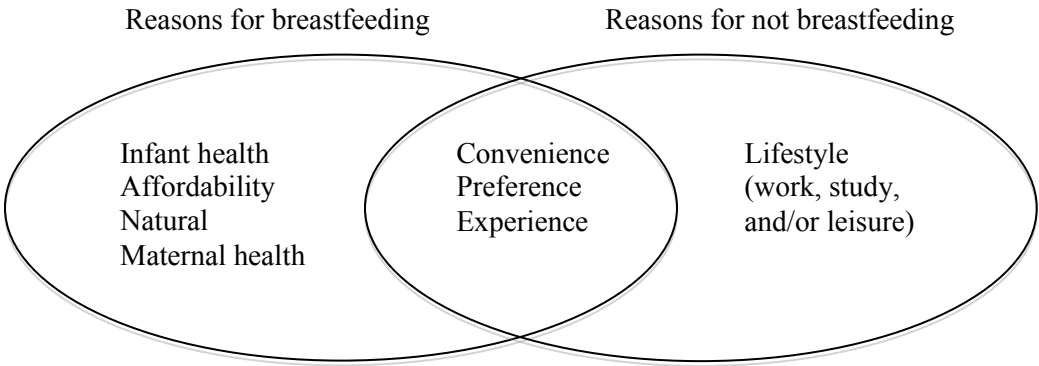 Reasons for breastfeeding
Reasons for not breastfeeding
Infant health
Affordability
Natural
Maternal health
Convenience
Preference
Experience
Lifestyle
(work, study,
and/or leisure)